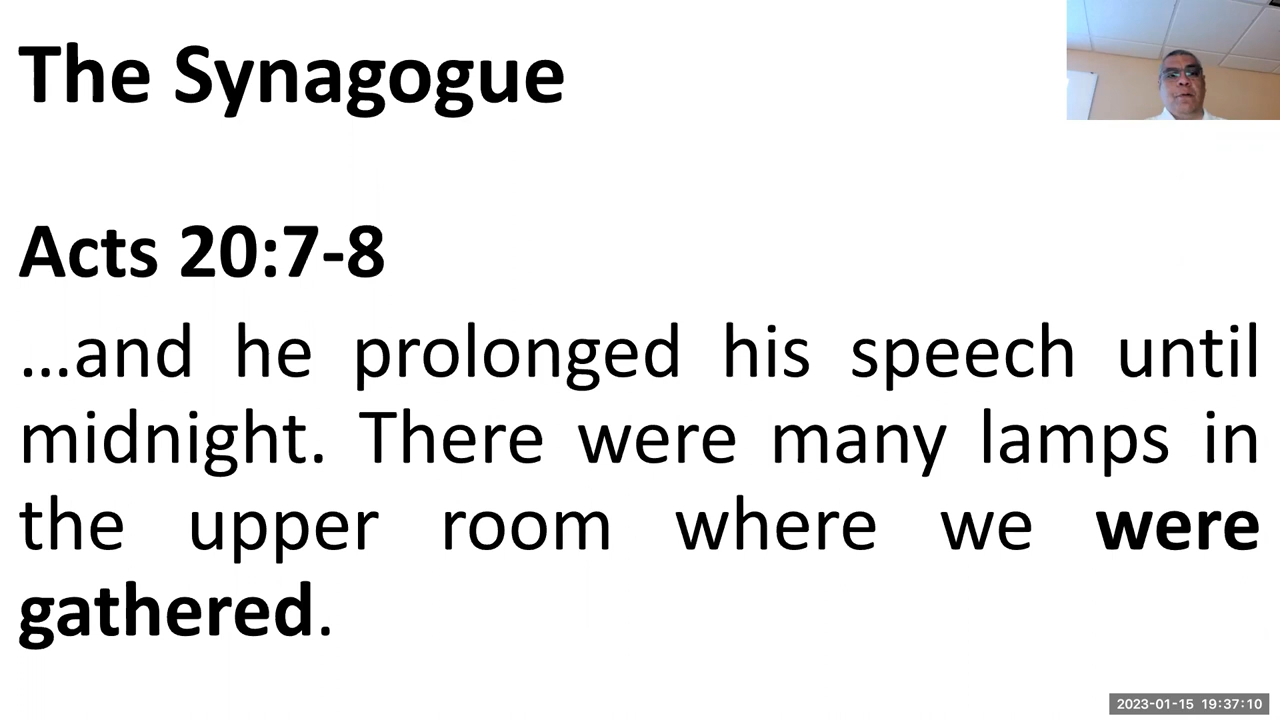 The Synagogue
Acts 20:7-8
...and he prolonged his speech until
midnight. There were many lamps in
the upper room where we were
gathered.
2023-01-15 19:37:10